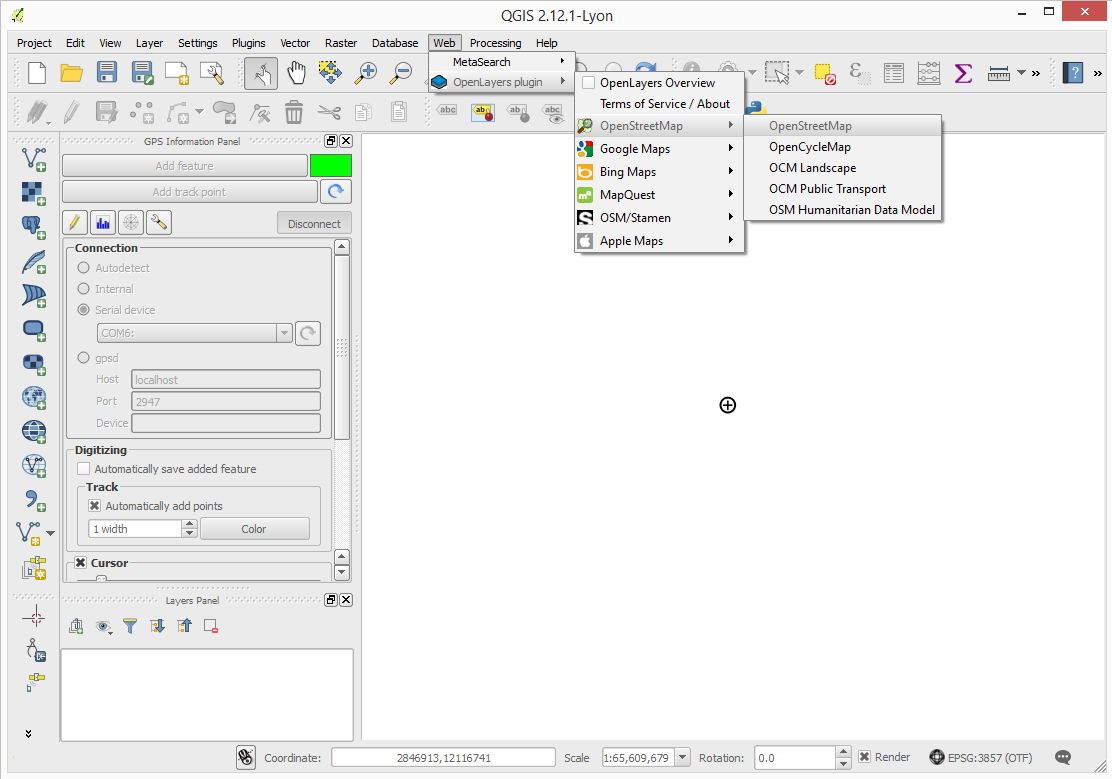 QGIS 2.12.1-Lyon
Project Edit View Layer Settings Plugins Vector Raster Database Web Processing Help
MetaSearch
OpenLayers plugin
OpenLayers Overview
Terms of Service / About
OpenStreetMap
Google Maps
Bing Maps
MapQuest
OSM/Stamen
Apple Maps
OpenStreetMap
OpenCycleMap
OCM Landscape
OCM Public Transport
OSM Humanitarian Data Model
abc ab ab abc
GPS Information Panel
Add feature
Add track point
Disconnect
Connection
Autodetect
Internal
Serial device
COM6:
gpsd
Host localhost
Port 2947
Device
Digitizing
Automatically save added feature
Track
Automatically add points
1 width Color
Cursor
Layers Panel
Coordinate: 2846913,12116741 Scale 1:65,609,679 Rotation: 0.0 Render EPSG:3857 (OTF)